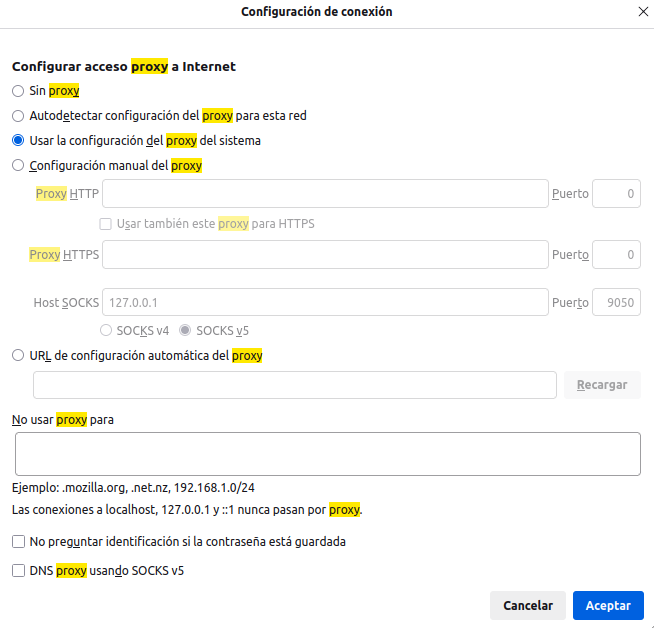 Configuración de conexión
Configurar acceso proxy a Internet
Sin proxy
Autodetectar configuración del proxy para esta red
Usar la configuración del proxy del sistema
Configuración manual del proxy
Proxy HTTP Puerto 0
Usar también este proxy para HTTPS
Proxy HTTPS Puerto 0
Host SOCKS 127.0.0.1 Puerto 9050
SOCKS v4 SOCKS v5
URL de configuración automática del proxy
Recargar
No usar proxy para
Ejemplo: .mozilla.org, .net.nz, 192.168.1.0/24
Las conexiones a localhost, 127.0.0.1 y ::1 nunca pasan por proxy.
No preguntar identificación si la contraseña está guardada
DNS proxy usando SOCKS v5
Cancelar Aceptar